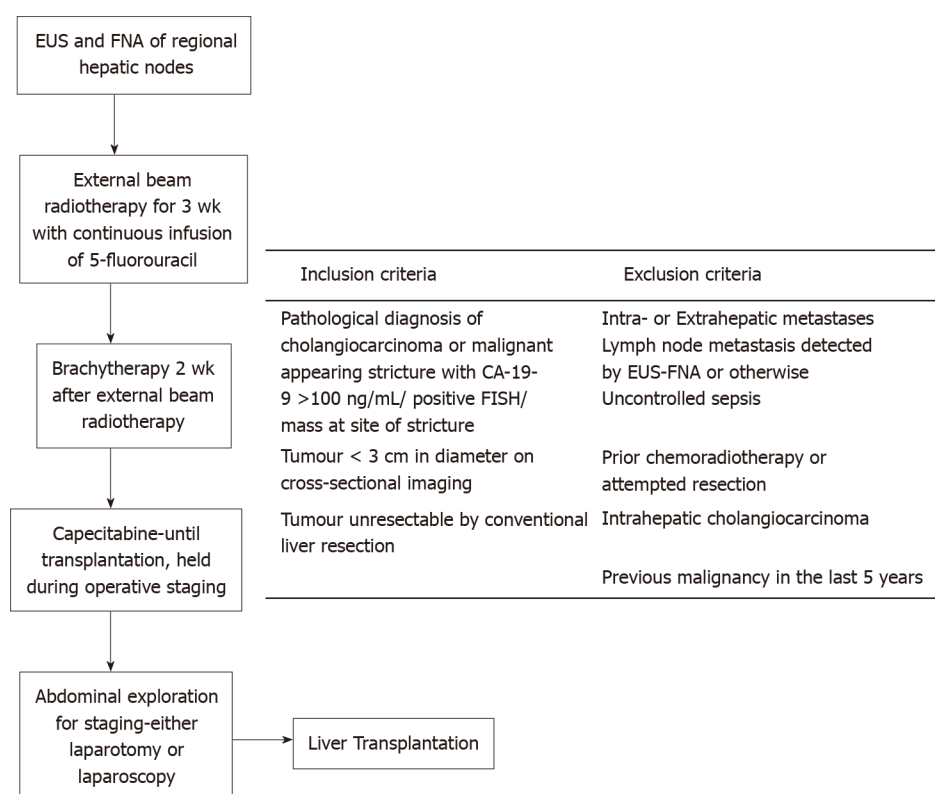 EUS and FNA of regional
hepatic nodes
External beam
radiotherapy for 3 wk
with continuous infusion
of 5-fluorouracil
Brachytherapy 2 wk
after external beam
radiotherapy
Capecitabine-until
transplantation, held
during operative staging
Abdominal exploration
for staging-either
laparotomy or
laparoscopy
Liver Transplantation
Inclusion criteria
Pathological diagnosis of
cholangiocarcinoma or malignant
appearing stricture with CA-19-
9 >100 ng/mL/ positive FISH/
mass at site of stricture
Tumour < 3 cm in diameter on
cross-sectional imaging
Tumour unresectable by conventional
liver resection
Exclusion criteria
Intra- or Extrahepatic metastases
Lymph node metastasis detected
by EUS-FNA or otherwise
Uncontrolled sepsis
Prior chemoradiotherapy or
attempted resection
Intrahepatic cholangiocarcinoma
Previous malignancy in the last 5 years